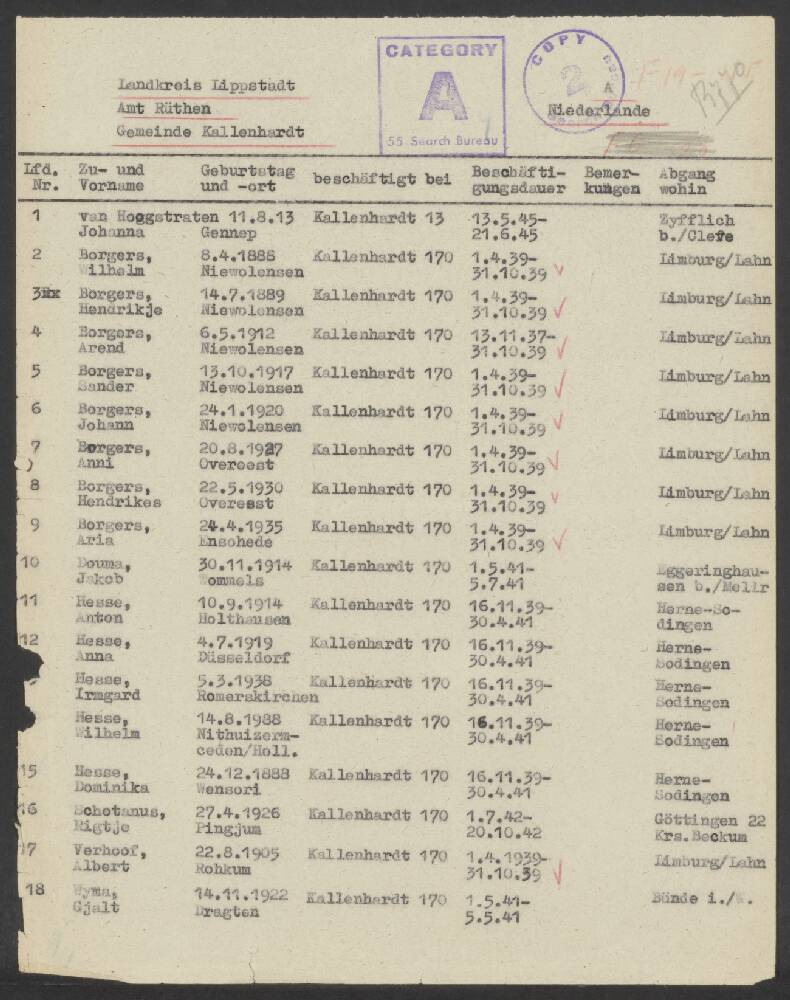 CATEGORY
A
55 Search Bureau
COPY
2
A
Landkreis Lippstadt
Amt Rüthen
Gemeinde Kallenhardt
Niederlande
Lfd. Zu- und Geburtstag beschäftigt bei Beschäfti- Bemer- Abgang
Nr. Vorname und -ort gungsdauer kungen wohin
1 van Hoogstraten 11.8.13 Kallenhardt 13 13.5.45- Zyfflich
Johanna Gennep 21.6.45 b./Clefe
2 Borgers, 8.4.1888 Kallenhardt 170 1.4.39- Limburg/Lahn
Wilhelm Niewolensen 31.10.39
3 Borgers, 14.7.1889 Kallenhardt 170 1.4.39- Limburg/Lahn
Hendrikje Niewolensen 31.10.39
4 Borgers, 6.5.1912 Kallenhardt 170 13.11.37- Limburg/Lahn
Arend Niewolensen 31.10.39
5 Borgers, 13.10.1917 Kallenhardt 170 1.4.39- Limburg/Lahn
Sander Niewolensen 31.10.39
6 Borgers, 24.1.1920 Kallenhardt 170 1.4.39- Limburg/Lahn
Johann Niewolensen 31.10.39
7 Borgers, 20.8.1927 Kallenhardt 170 1.4.39- Limburg/Lahn
Anni Overeest 31.10.39
8 Borgers, 22.5.1930 Kallenhardt 170 1.4.39- Limburg/Lahn
Hendrikes Overeest 31.10.39
9 Borgers, 24.4.1935 Kallenhardt 170 1.4.39- Limburg/Lahn
Aria Enschede 31.10.39
10 Douma, 30.11.1914 Kallenhardt 170 1.5.41- Eggeringhau-
Jakob Wommels 5.7.41 sen b./Mellr
11 Hesse, 10.9.1914 Kallenhardt 170 16.11.39- Herne-So-
Anton Holthausen 30.4.41 dingen
12 Hesse, 4.7.1919 Kallenhardt 170 16.11.39- Herne-
Anna Düsseldorf 30.4.41 Sodingen
Hesse, 5.3.1938 Kallenhardt 170 16.11.39- Herne-
Irmgard Romerskirchen 30.4.41 Sodingen
Hesse, 14.8.1988 Kallenhardt 170 16.11.39- Herne-
Wilhelm Nithuizerm- 30.4.41 Sodingen
ceden/Holl.
15 Hesse, 24.12.1888 Kallenhardt 170 16.11.39- Herne-
Dominika Wensori 30.4.41 Sodingen
16 Schotanus, 27.4.1926 Kallenhardt 170 1.7.42- Göttingen 22
Rigtje Pingjum 20.10.42 Krs.Beckum
17 Verhoof, 22.8.1905 Kallenhardt 170 1.4.1939- Limburg/Lahn
Albert Rohkum 31.10.39
18 Wyma, 14.11.1922 Kallenhardt 170 1.5.41- Bünde i./W.
Gjalt Dragten 5.5.41